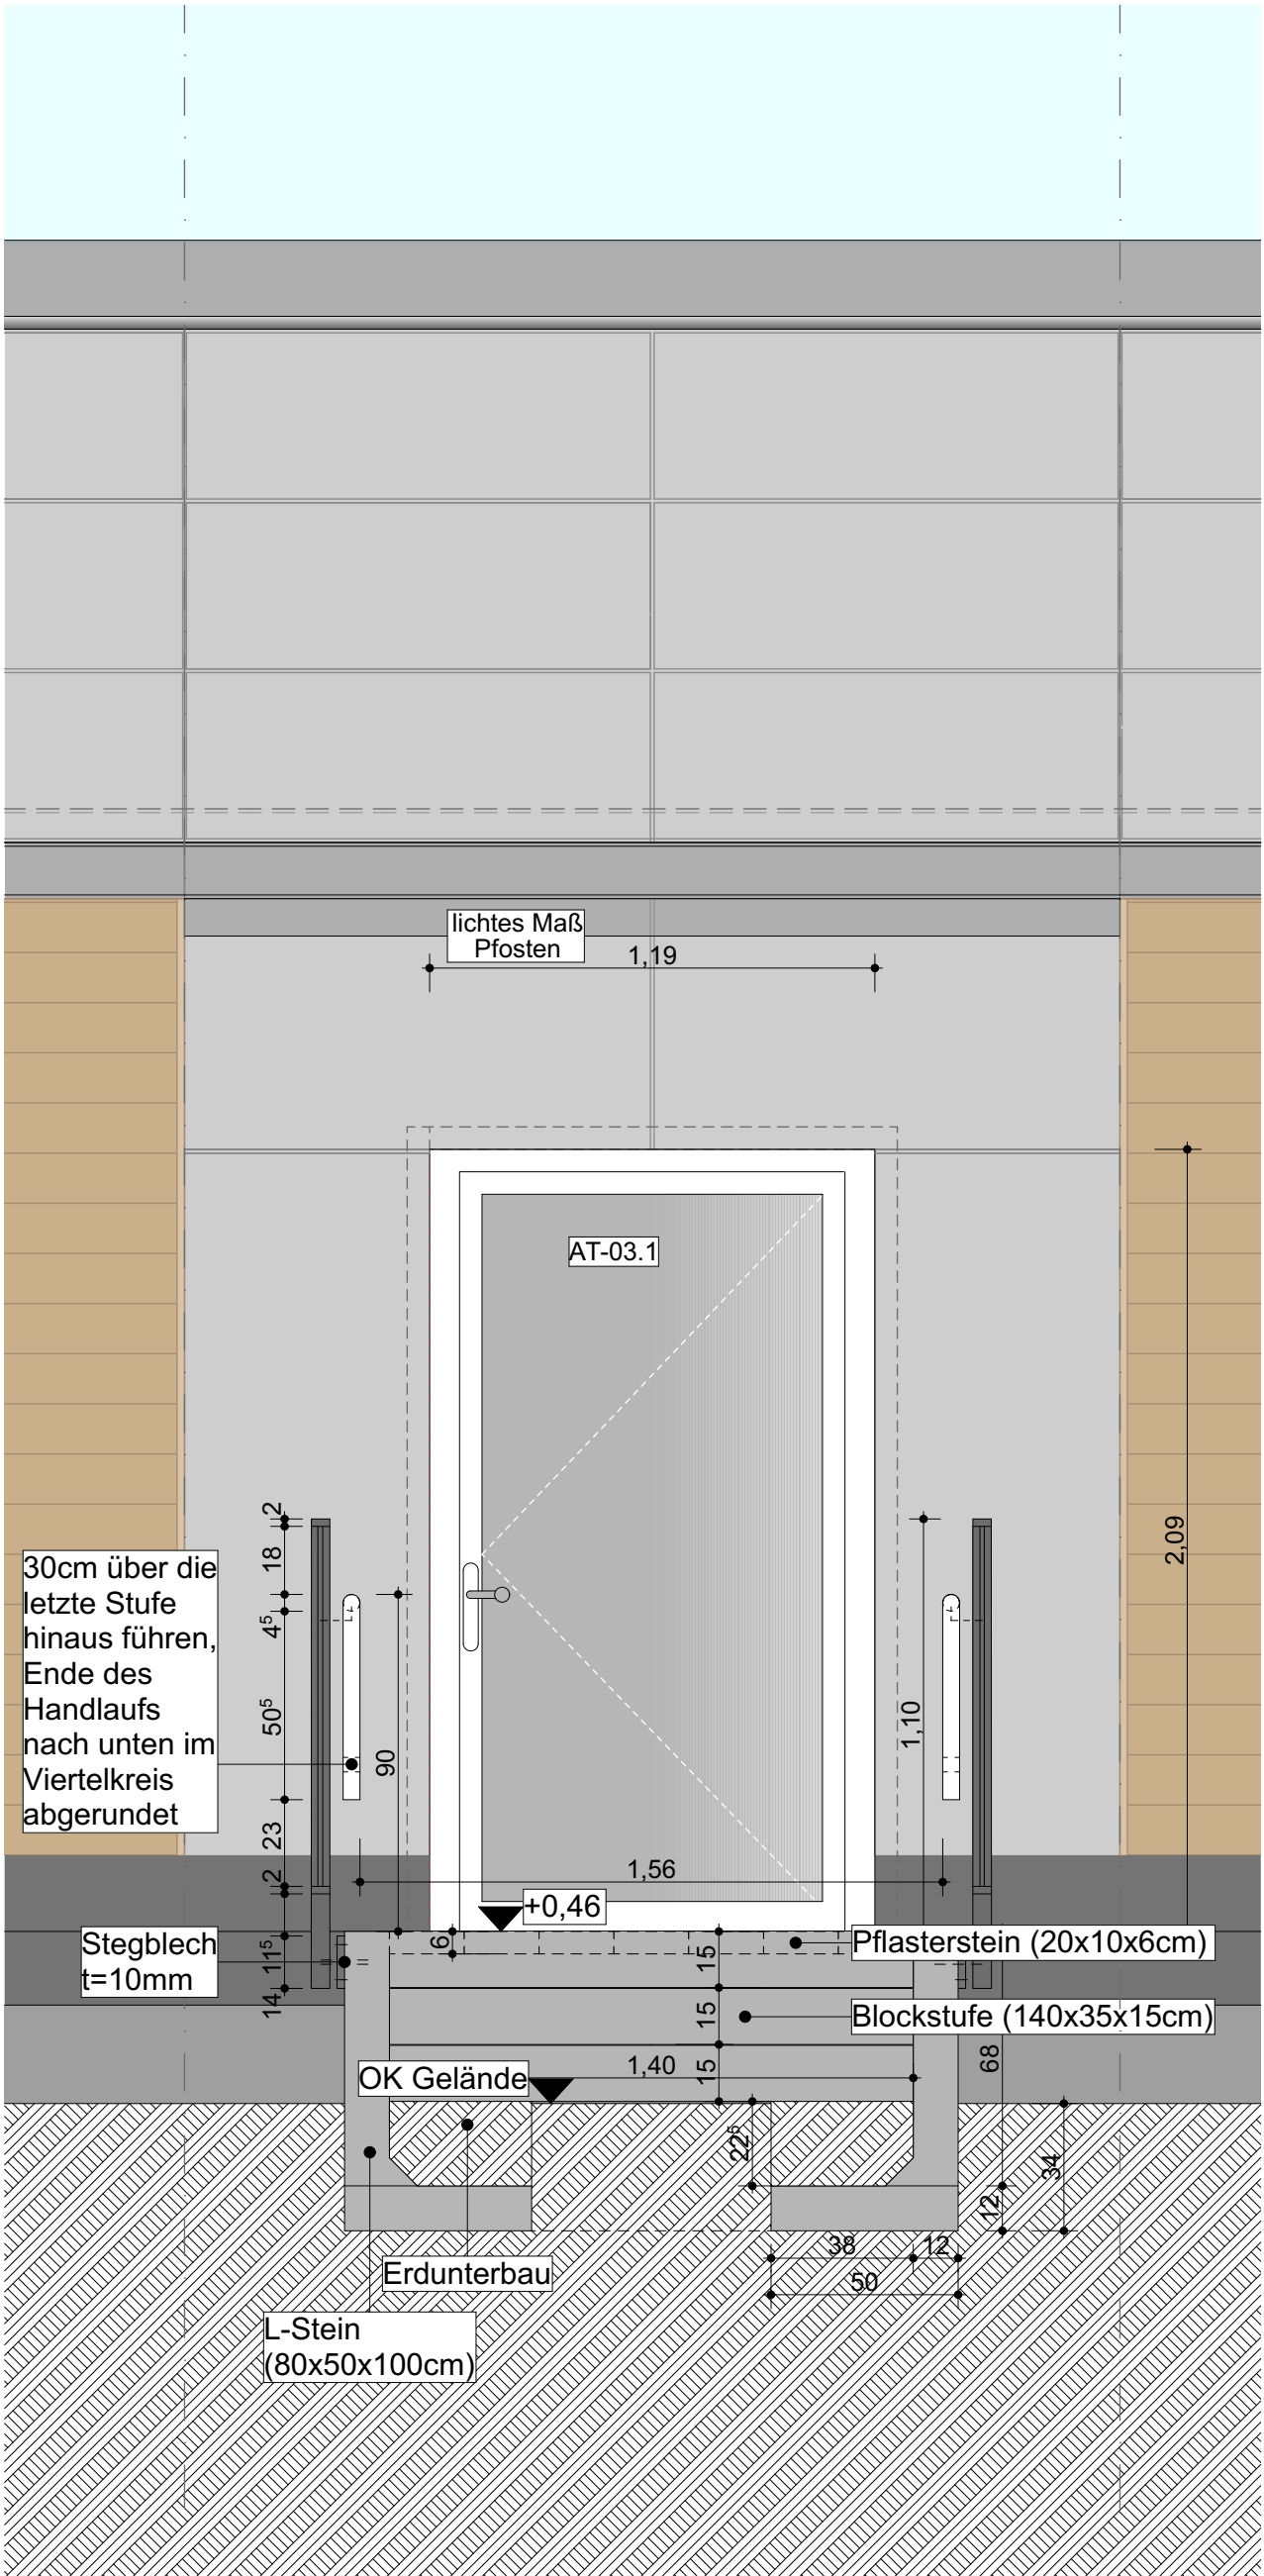 lichtes Maß
Pfosten
1,19
AT-03.1
2
18
4⁵
50⁵
23
2
11⁵
14
30cm über die
letzte Stufe
hinaus führen,
Ende des
Handlaufs
nach unten im
Viertelkreis
abgerundet
90
1,10
2,09
1,56
+0,46
6
Stegblech
t=10mm
15
Pflasterstein (20x10x6cm)
15
Blockstufe (140x35x15cm)
15
1,40
OK Gelände
68
22⁵
34
12
38
12
50
Erdunterbau
L-Stein
(80x50x100cm)